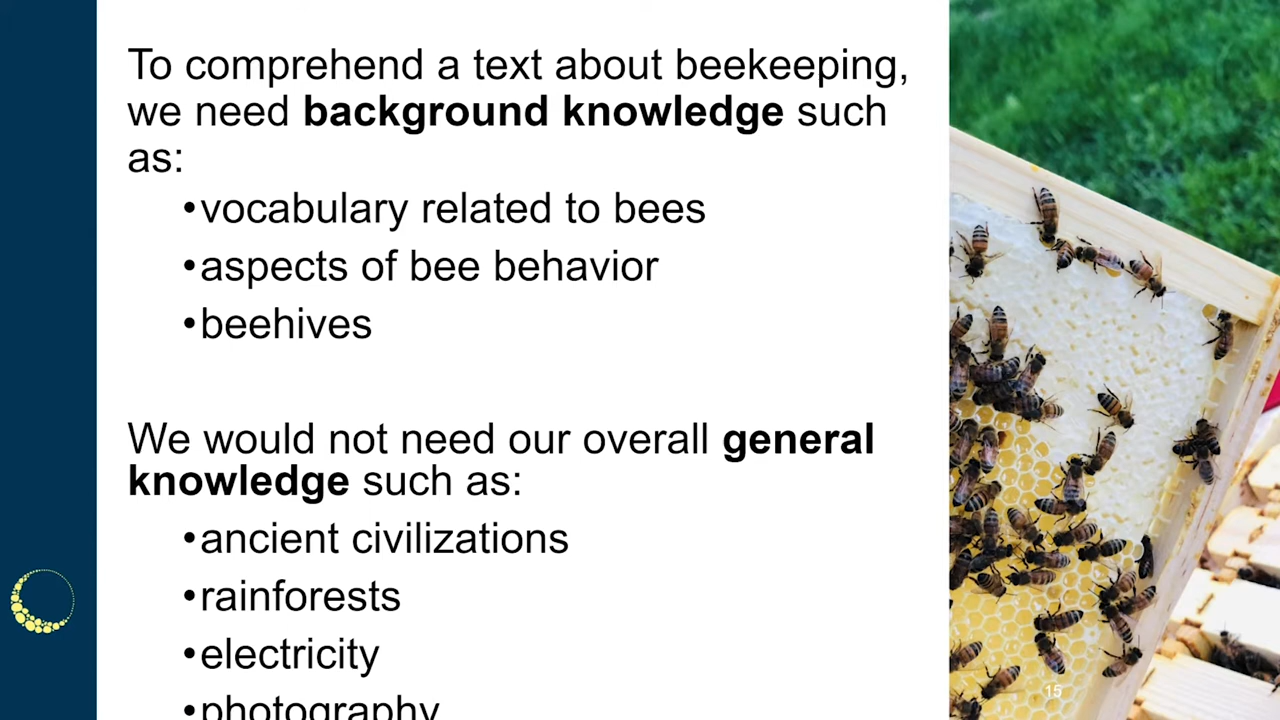 To comprehend a text about beekeeping,
we need background knowledge such
as:
•vocabulary related to bees
•aspects of bee behavior
•beehives
We would not need our overall general
knowledge such as:
•ancient civilizations
•rainforests
•electricity
•photography
15